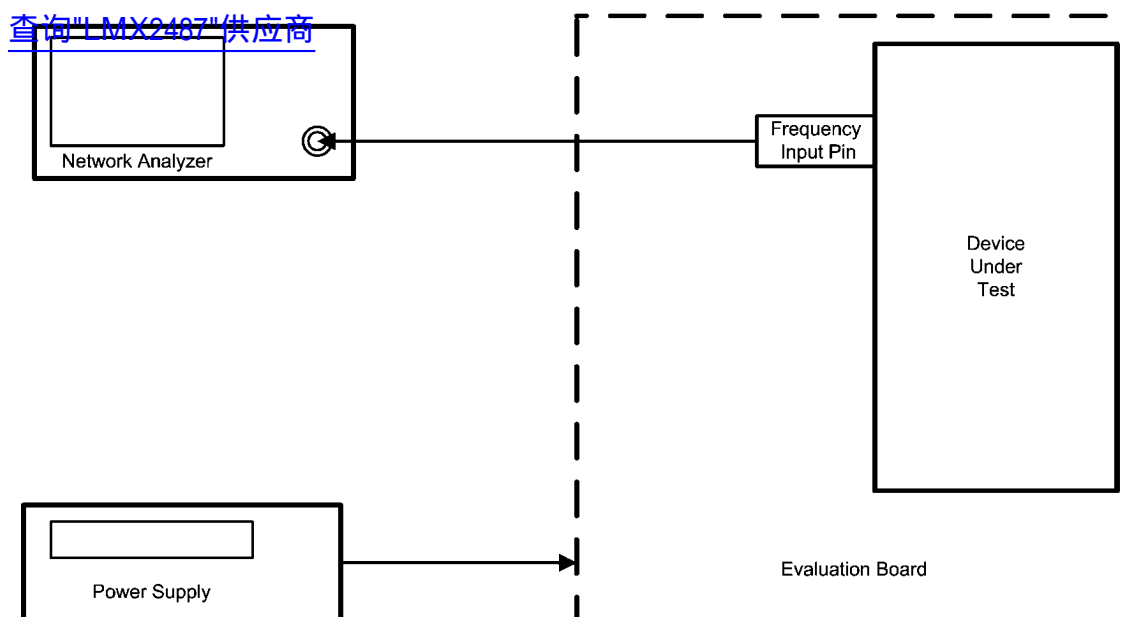 查询"LMX2487"供应商
Network Analyzer
Frequency
Input Pin
Device
Under
Test
Power Supply
Evaluation Board